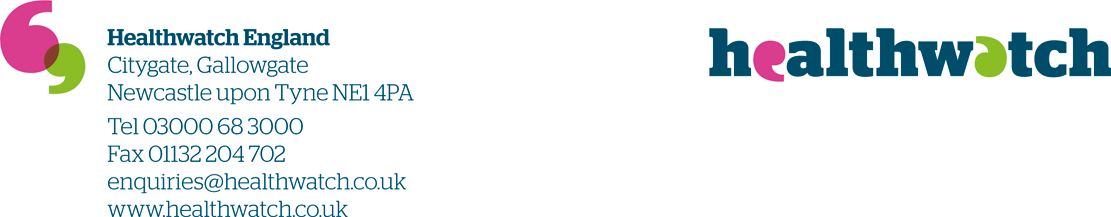 Healthwatch England
Citygate, Gallowgate
Newcastle upon Tyne NE1 4PA
Tel 03000 68 3000
Fax 01132 204 702
enquiries@healthwatch.co.uk
www.healthwatch.co.uk
healthwatch